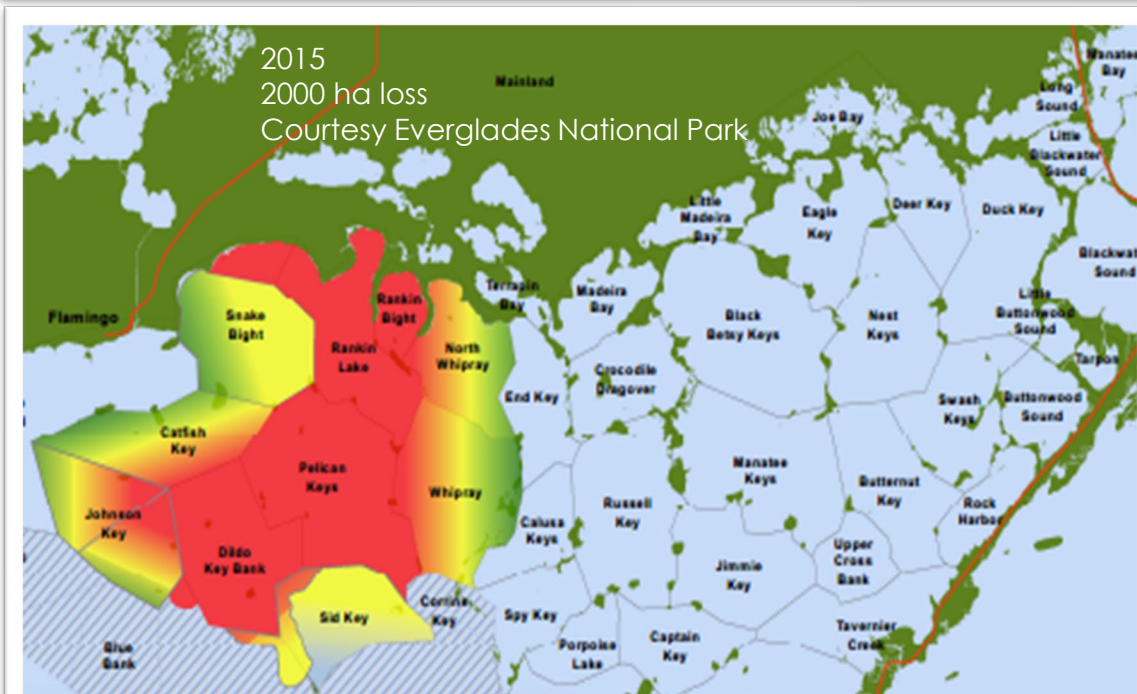 2015
2000 ha loss
Courtesy Everglades National Park
Mainland
Manatee
Bay
Long
Sound
Joe Bay
Little
Blackwater
Sound
Little
Madeira
Bay
Eagle
Key
Deer Key
Duck Key
Blackwat
Sound
Flamingo
Snake
Bight
Rankin
Bight
Terrapin
Bay
Madeira
Bay
Black
Betsy Keys
Nest
Keys
Little
Buttonwood
Sound
Rankin
Lake
North
Whipray
Tarpon
End Key
Crocodile
Dragover
Swash
Keys
Buttonwood
Sound
Catfish
Key
Pelican
Keys
Whipray
Manatee
Keys
Butternut
Key
Russell
Key
Rock
Harbor
Johnson
Key
Calusa
Keys
Dildo
Key Bank
Upper
Cross
Bank
Jimmie
Key
Sid Key
Corrine
Key
Spy Key
Captain
Key
Tavernier
Creek
Porpoise
Lake
Blue
Bank